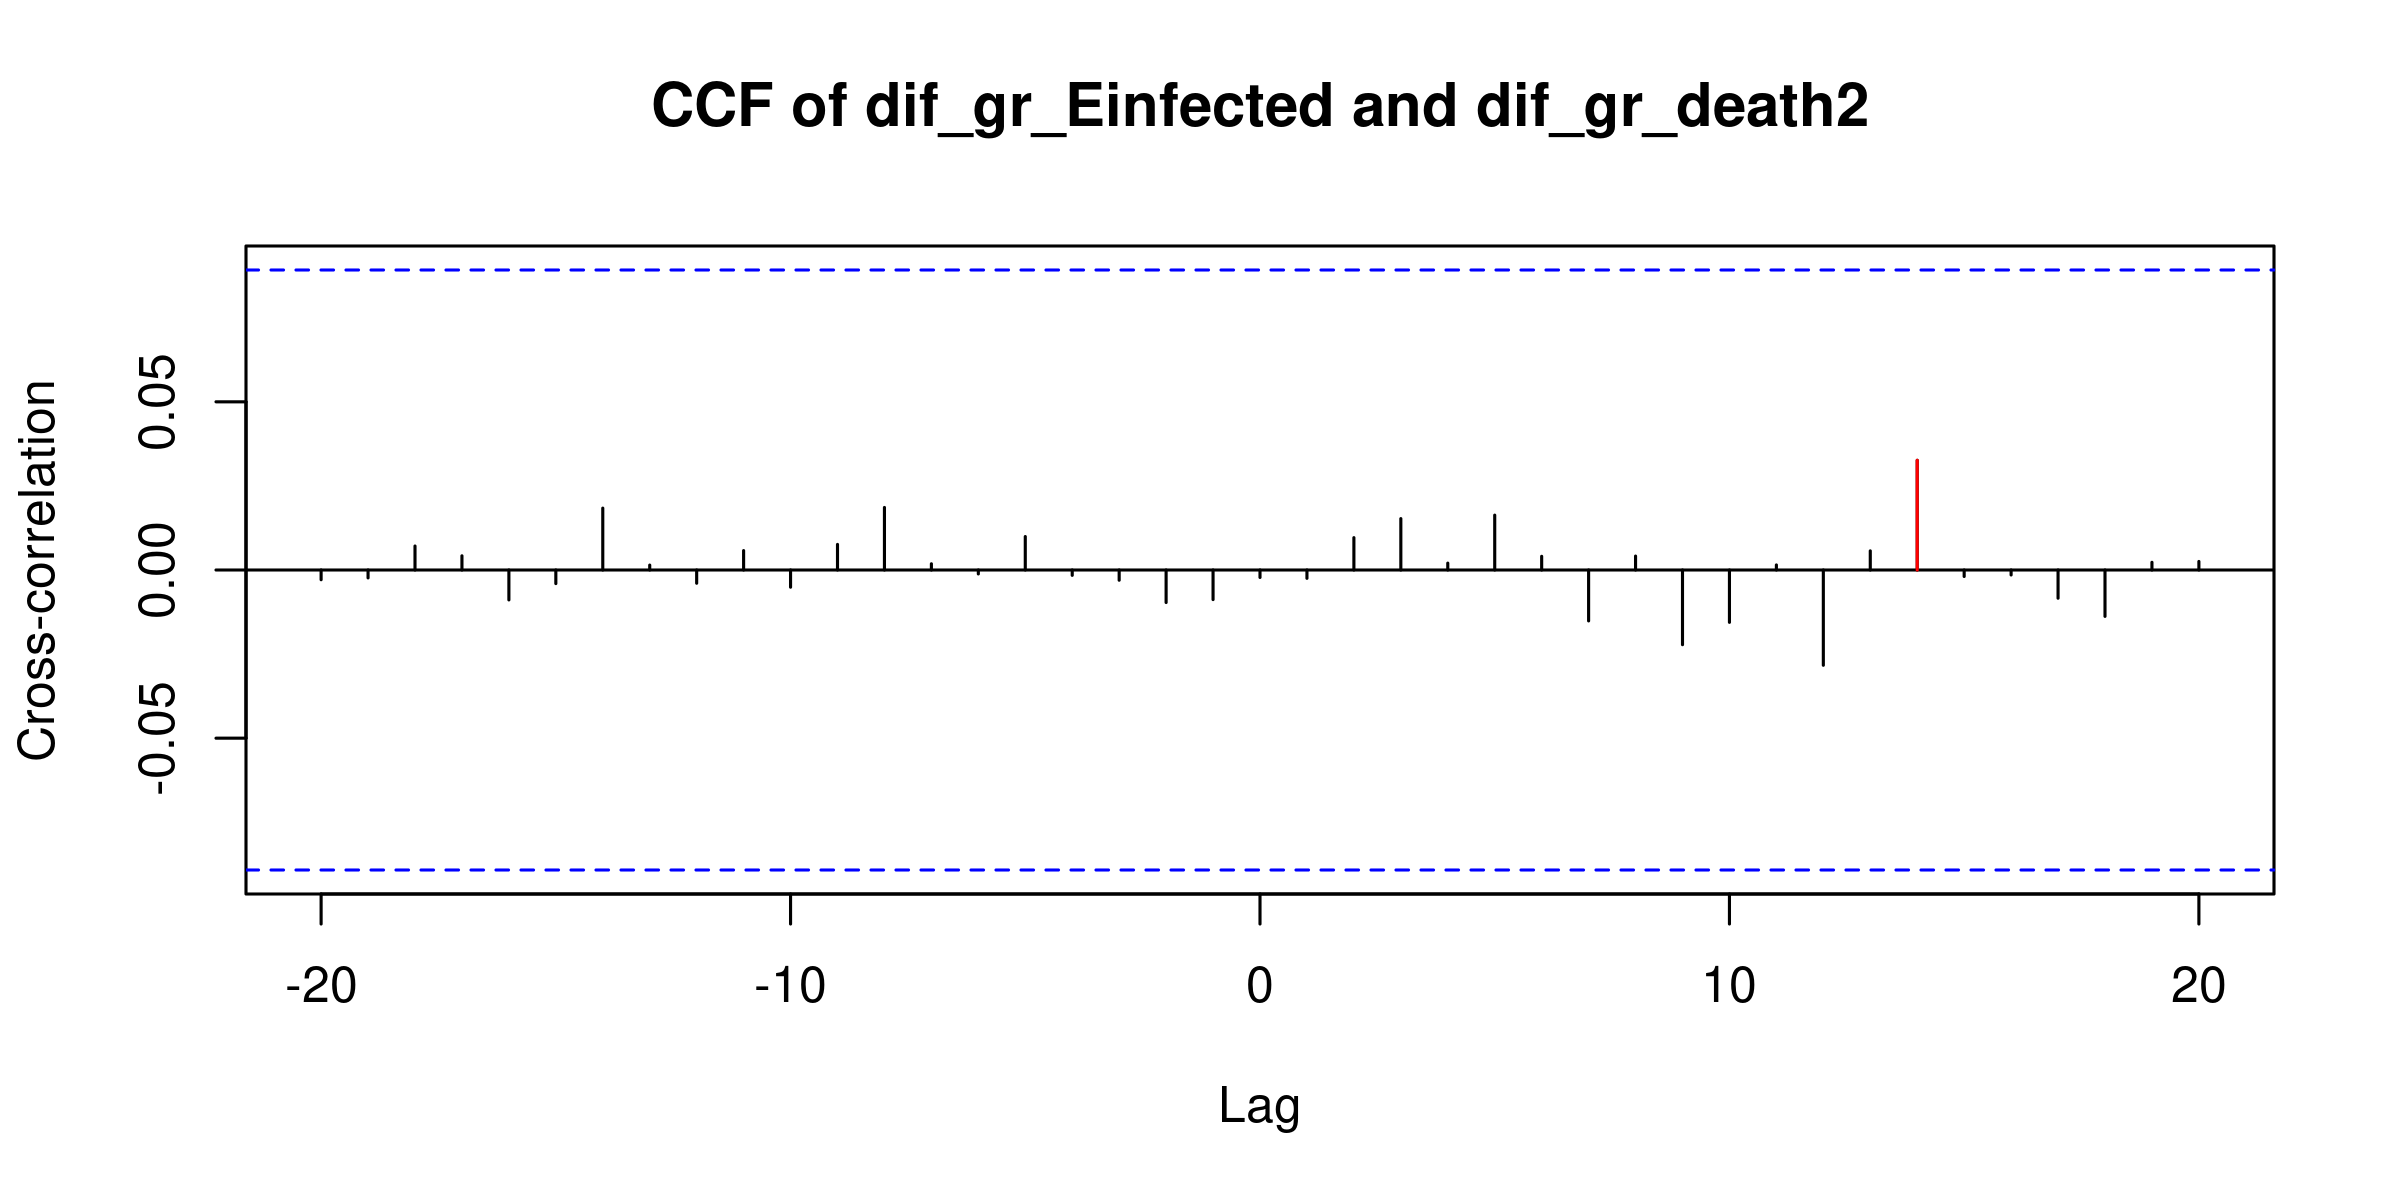 CCF of dif_gr_Einfected and dif_gr_death2
Cross-correlation
0.05
0.00
-0.05
-20 -10 0 10 20
Lag